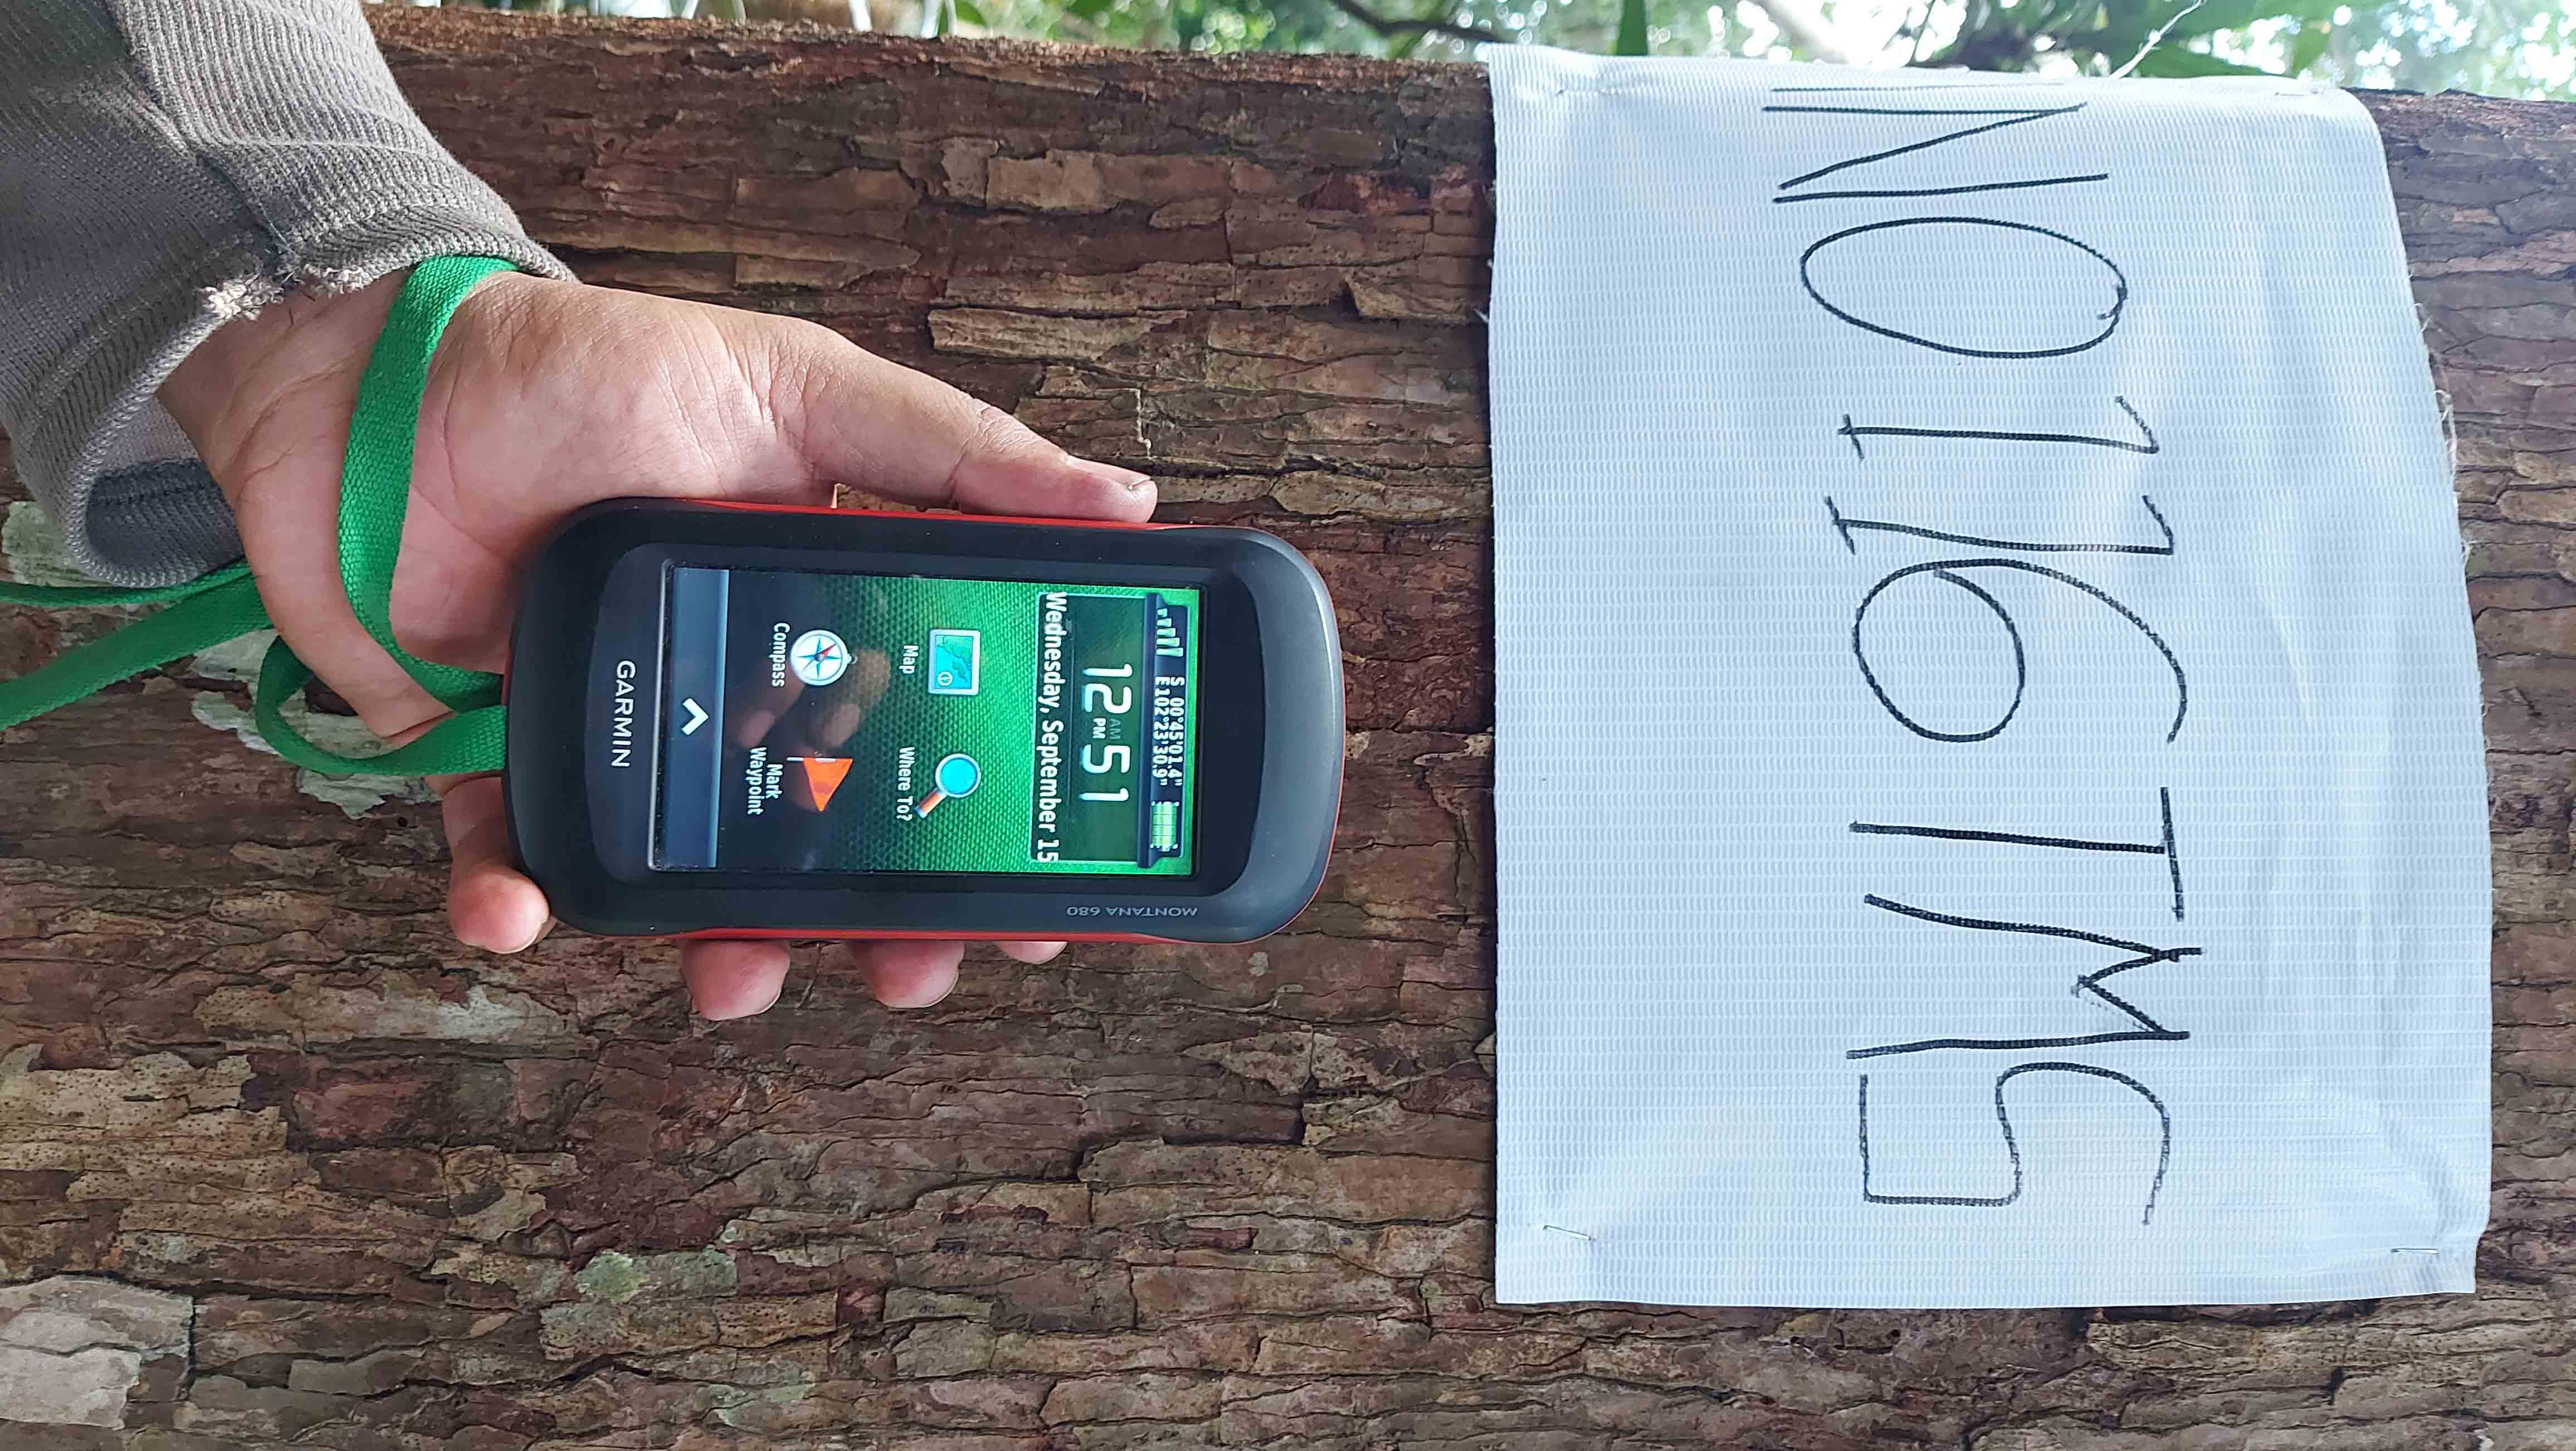 S 00°45'01.4"
E 102°23'30.9"
12 51
AM
PM
Wednesday, September 15
Map
Where To?
Compass
Mark
Waypoint
GARMIN
MONTANA 680
NO116TMS